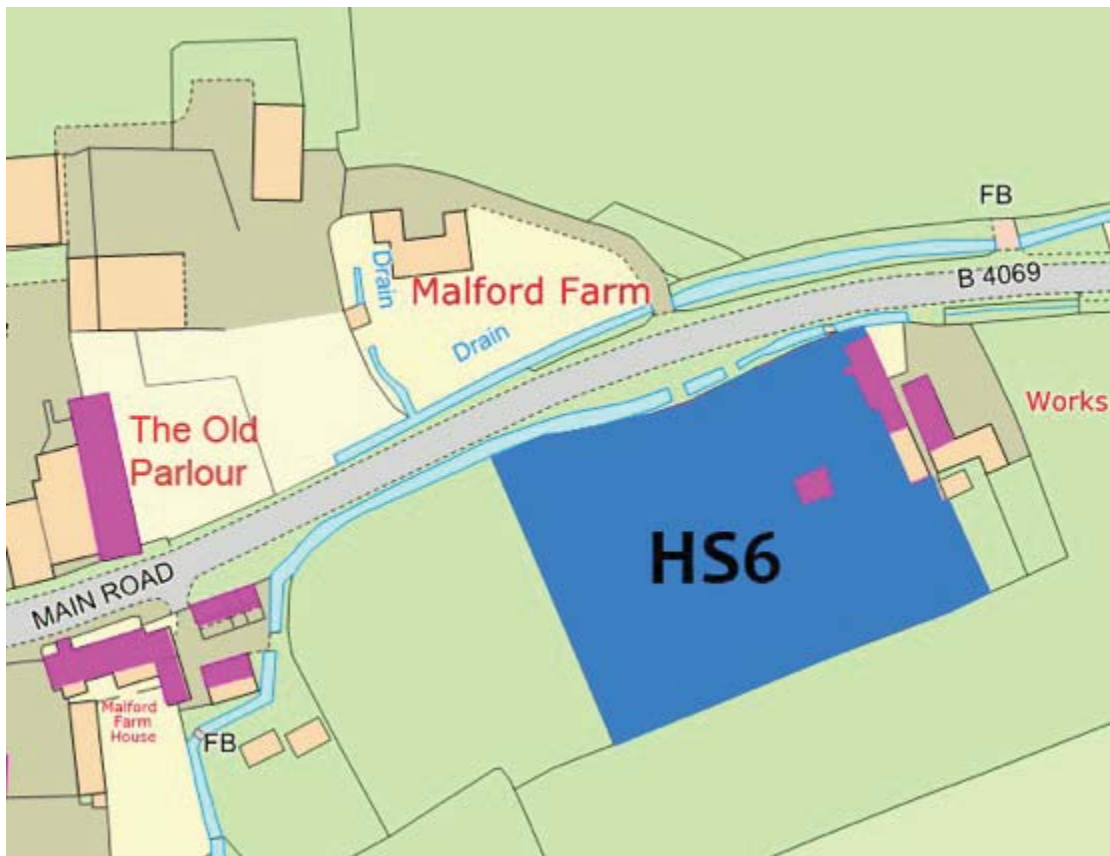 FB
B 4069
Drain
Malford Farm
Drain
Works
The Old
Parlour
HS6
MAIN ROAD
Malford
Farm
House
FB